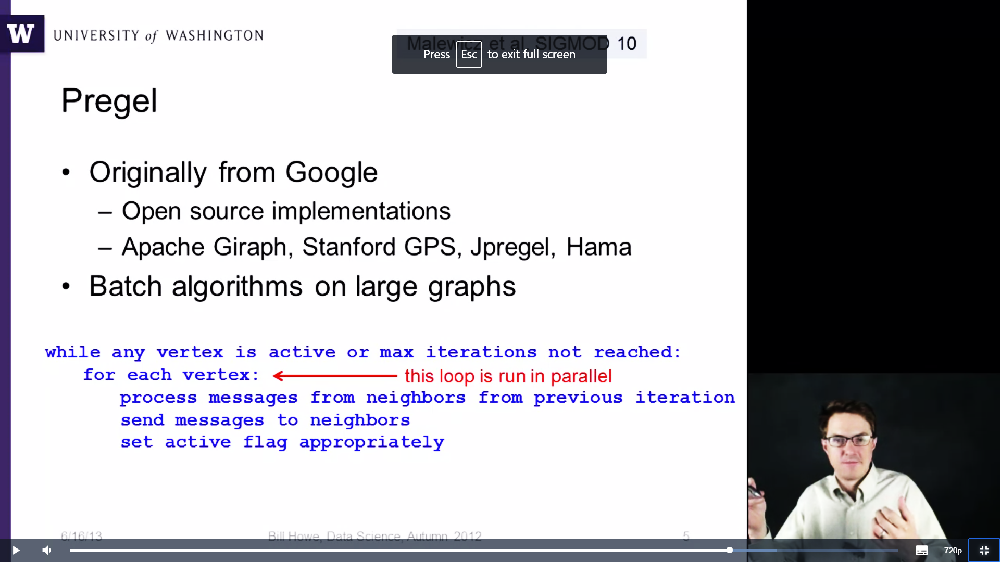 W UNIVERSITY of WASHINGTON
Malewicz et al. SIGMOD 10
Press Esc to exit full screen
Pregel
• Originally from Google
– Open source implementations
– Apache Giraph, Stanford GPS, Jpregel, Hama
• Batch algorithms on large graphs
while any vertex is active or max iterations not reached:
for each vertex: this loop is run in parallel
process messages from neighbors from previous iteration
send messages to neighbors
set active flag appropriately
6/16/13 Bill Howe, Data Science, Autumn 2012 5
720p